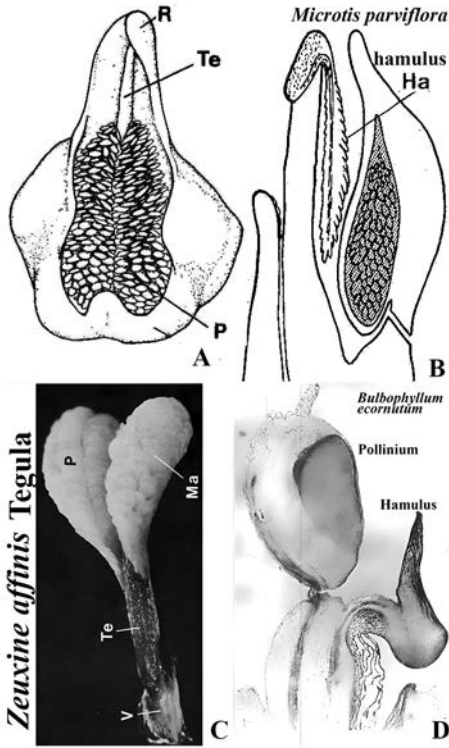 R
Te
P
A
Microtis parviflora
hamulus
Ha
B
Zeuxine affinis Tegula
P
Ma
Te
V
C
Bulbophyllum
ecornutum
Pollinium
Hamulus
D